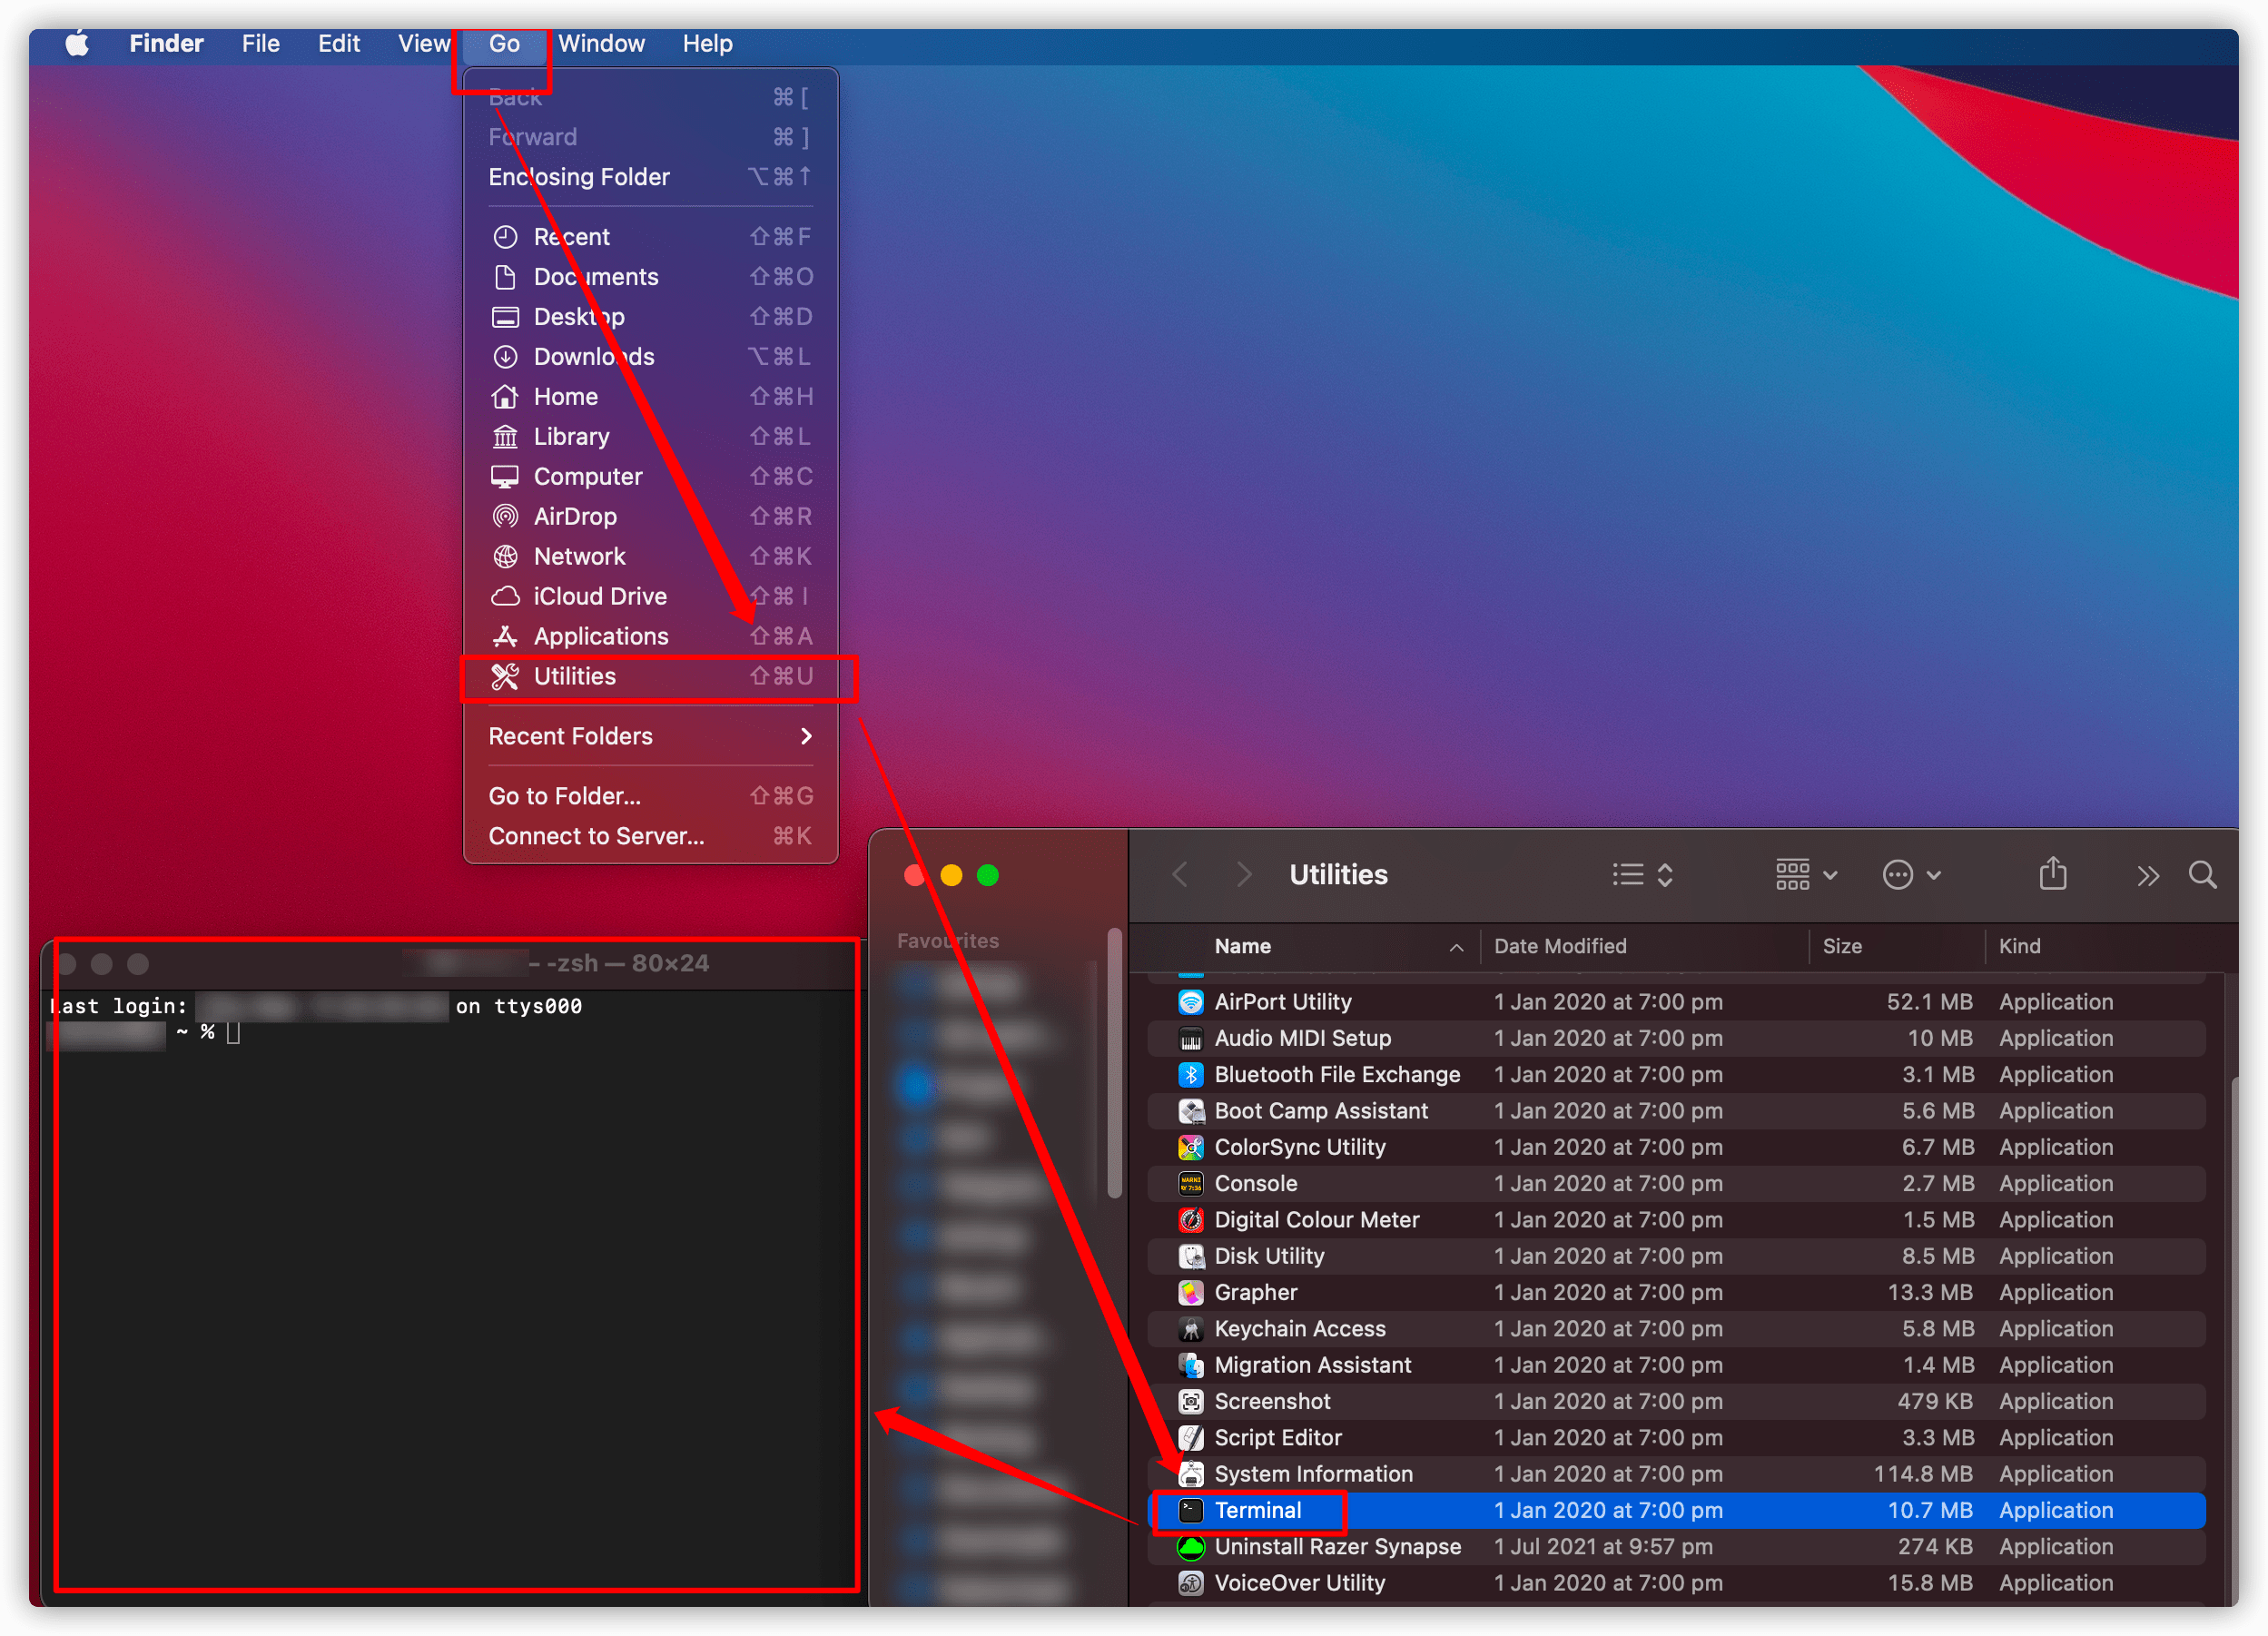 Finder File Edit View Go Window Help
Back ⌘ [
Forward ⌘ ]
Enclosing Folder ⌥⌘↑
Recent ⇧⌘F
Documents ⇧⌘O
Desktop ⇧⌘D
Downloads ⌥⌘L
Home ⇧⌘H
Library ⇧⌘L
Computer ⇧⌘C
AirDrop ⇧⌘R
Network ⇧⌘K
iCloud Drive ⇧⌘I
Applications ⇧⌘A
Utilities ⇧⌘U
Recent Folders
Go to Folder... ⇧⌘G
Connect to Server... ⌘K
– -zsh — 80×24
Last login: on ttys000
~ %
Favourites
Utilities
Name Date Modified Size Kind
AirPort Utility 1 Jan 2020 at 7:00 pm 52.1 MB Application
Audio MIDI Setup 1 Jan 2020 at 7:00 pm 10 MB Application
Bluetooth File Exchange 1 Jan 2020 at 7:00 pm 3.1 MB Application
Boot Camp Assistant 1 Jan 2020 at 7:00 pm 5.6 MB Application
ColorSync Utility 1 Jan 2020 at 7:00 pm 6.7 MB Application
Console 1 Jan 2020 at 7:00 pm 2.7 MB Application
Digital Colour Meter 1 Jan 2020 at 7:00 pm 1.5 MB Application
Disk Utility 1 Jan 2020 at 7:00 pm 8.5 MB Application
Grapher 1 Jan 2020 at 7:00 pm 13.3 MB Application
Keychain Access 1 Jan 2020 at 7:00 pm 5.8 MB Application
Migration Assistant 1 Jan 2020 at 7:00 pm 1.4 MB Application
Screenshot 1 Jan 2020 at 7:00 pm 479 KB Application
Script Editor 1 Jan 2020 at 7:00 pm 3.3 MB Application
System Information 1 Jan 2020 at 7:00 pm 114.8 MB Application
Terminal 1 Jan 2020 at 7:00 pm 10.7 MB Application
Uninstall Razer Synapse 1 Jul 2021 at 9:57 pm 274 KB Application
VoiceOver Utility 1 Jan 2020 at 7:00 pm 15.8 MB Application